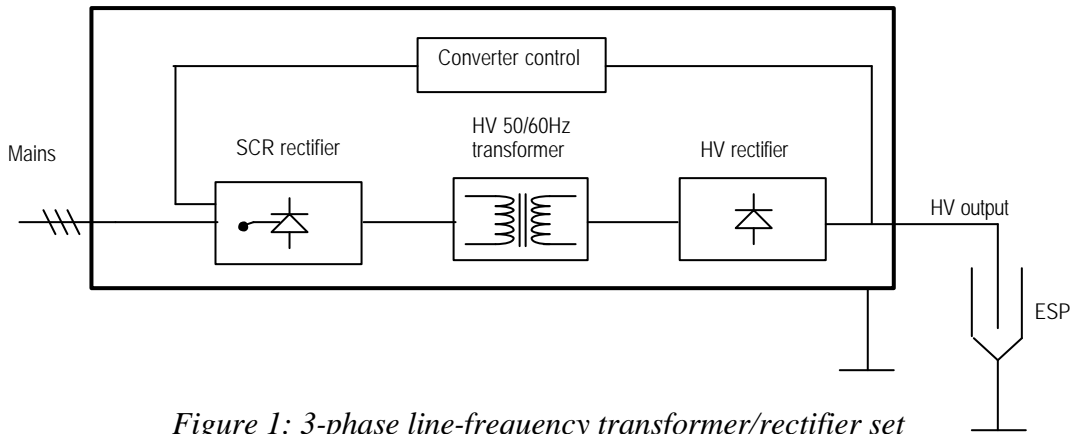 Converter control
Mains
SCR rectifier
HV 50/60Hz
transformer
HV rectifier
HV output
ESP
Figure 1: 3-phase line-frequency transformer/rectifier set